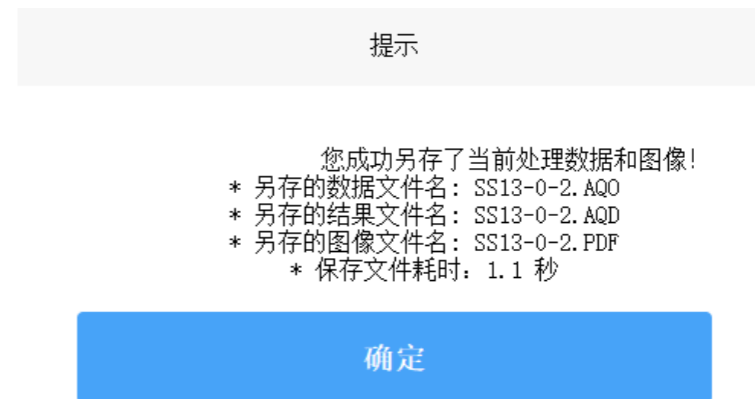 提示
您成功另存了当前处理数据和图像!
* 另存的数据文件名: SS13-0-2.AQO
* 另存的结果文件名: SS13-0-2.AQD
* 另存的图像文件名: SS13-0-2.PDF
* 保存文件耗时: 1.1 秒
确定